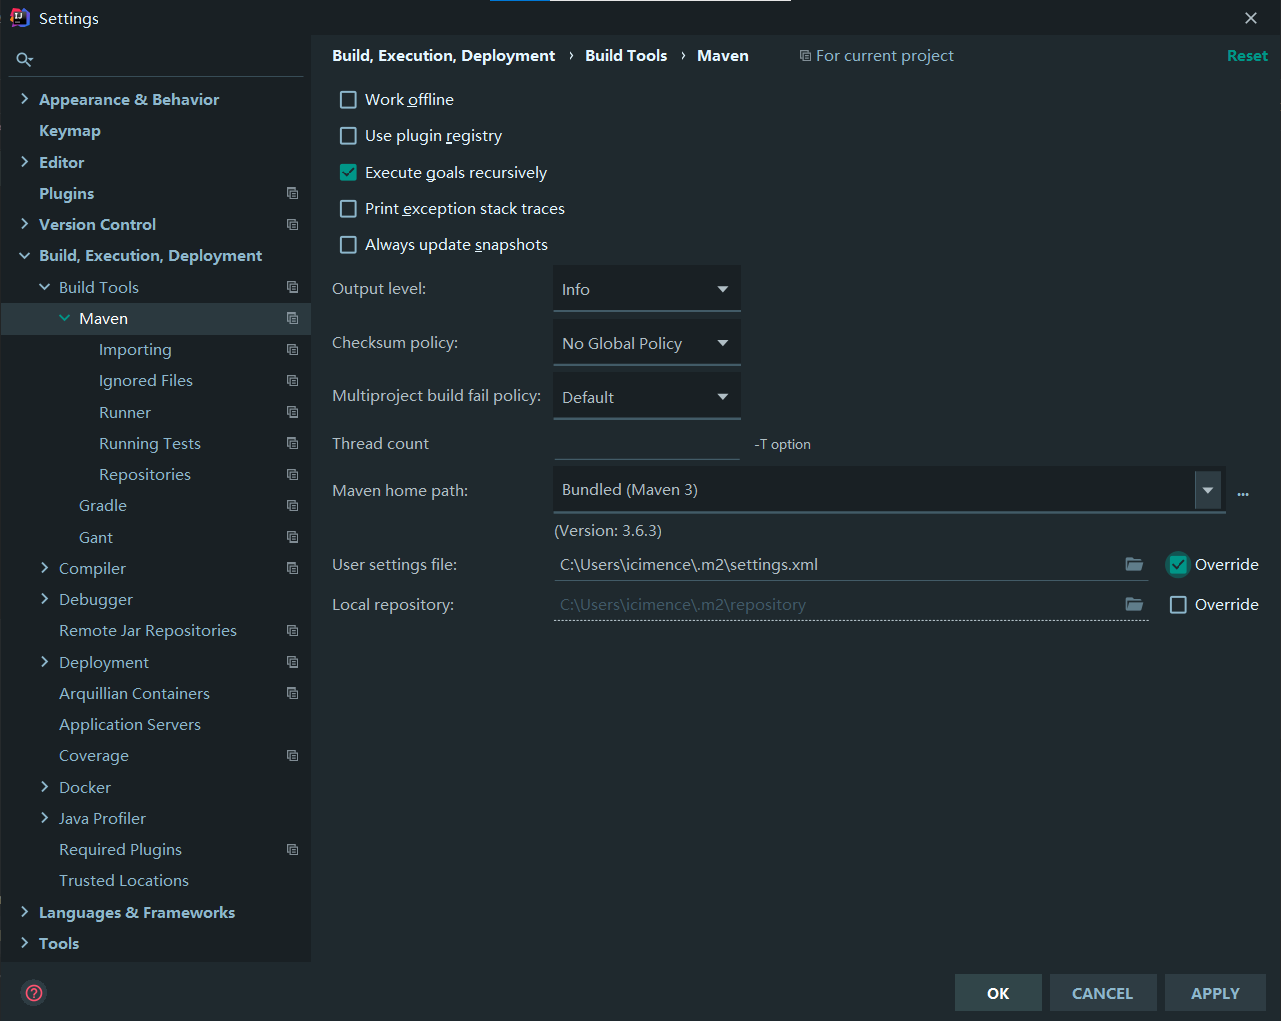 Settings
Appearance & Behavior
Keymap
Editor
Plugins
Version Control
Build, Execution, Deployment
Build Tools
Maven
Importing
Ignored Files
Runner
Running Tests
Repositories
Gradle
Gant
Compiler
Debugger
Remote Jar Repositories
Deployment
Arquillian Containers
Application Servers
Coverage
Docker
Java Profiler
Required Plugins
Trusted Locations
Languages & Frameworks
Tools
Build, Execution, Deployment › Build Tools › Maven For current project Reset
Work offline
Use plugin registry
Execute goals recursively
Print exception stack traces
Always update snapshots
Output level: Info
Checksum policy: No Global Policy
Multiproject build fail policy: Default
Thread count -T option
Maven home path: Bundled (Maven 3) ...
(Version: 3.6.3)
User settings file: C:\Users\icimence\.m2\settings.xml Override
Local repository: C:\Users\icimence\.m2\repository Override
? OK CANCEL APPLY